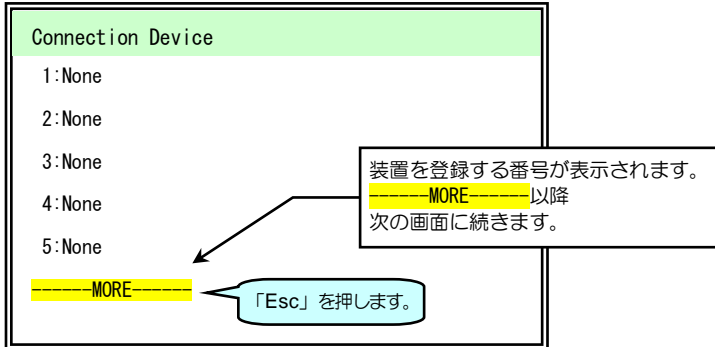 Connection Device
1:None
2:None
3:None
4:None
5:None
------MORE------
装置を登録する番号が表示されます。
------MORE------以降
次の画面に続きます。
「Esc」を押します。